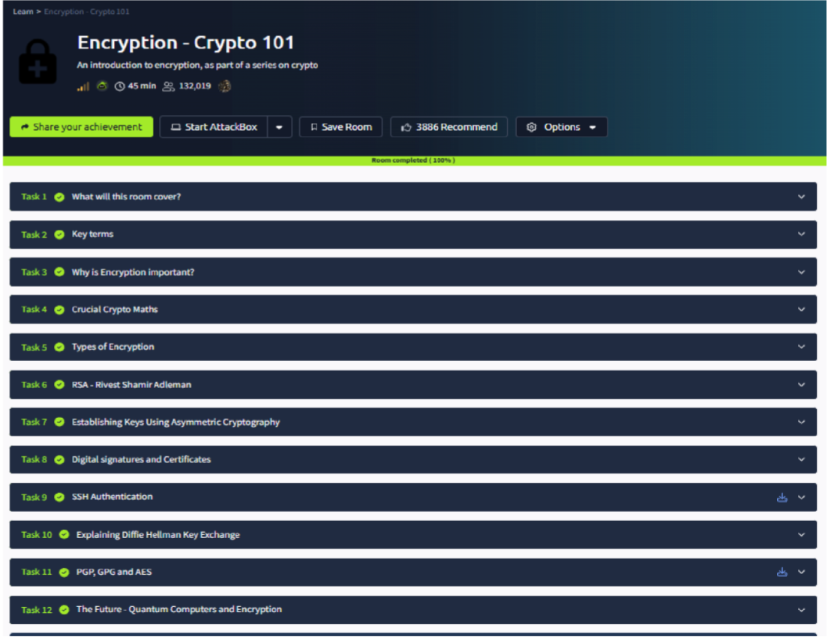 Learn > Encryption - Crypto 101
Encryption - Crypto 101
An introduction to encryption, as part of a series on crypto
45 min 132,019
Share your achievement Start AttackBox Save Room 3886 Recommend Options
Room completed ( 100% )
Task 1 What will this room cover?
Task 2 Key terms
Task 3 Why is Encryption important?
Task 4 Crucial Crypto Maths
Task 5 Types of Encryption
Task 6 RSA - Rivest Shamir Adleman
Task 7 Establishing Keys Using Asymmetric Cryptography
Task 8 Digital signatures and Certificates
Task 9 SSH Authentication
Task 10 Explaining Diffie Hellman Key Exchange
Task 11 PGP, GPG and AES
Task 12 The Future - Quantum Computers and Encryption